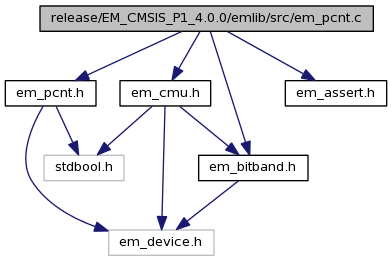 release/EM_CMSIS_P1_4.0.0/emlib/src/em_pcnt.c
em_pcnt.h
em_cmu.h
em_assert.h
stdbool.h
em_bitband.h
em_device.h